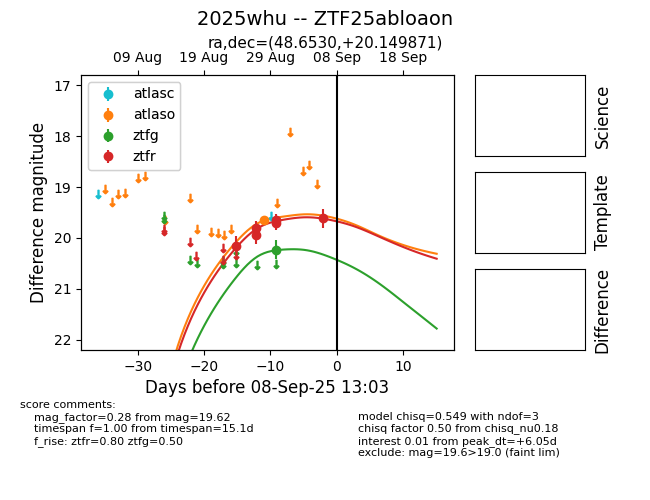 2025whu -- ZTF25abloaon
ra,dec=(48.6530,+20.149871)
09 Aug 19 Aug 29 Aug 08 Sep 18 Sep
atlasc
atlaso
ztfg
ztfr
17
18
19
20
21
22
Difference magnitude
−30 −20 −10 0 10
Days before 08-Sep-25 13:03
Science
Template
Difference
score comments:
mag_factor=0.28 from mag=19.62
timespan f=1.00 from timespan=15.1d
f_rise: ztfr=0.80 ztfg=0.50
model chisq=0.549 with ndof=3
chisq factor 0.50 from chisq_nu0.18
interest 0.01 from peak_dt=+6.05d
exclude: mag=19.6>19.0 (faint lim)